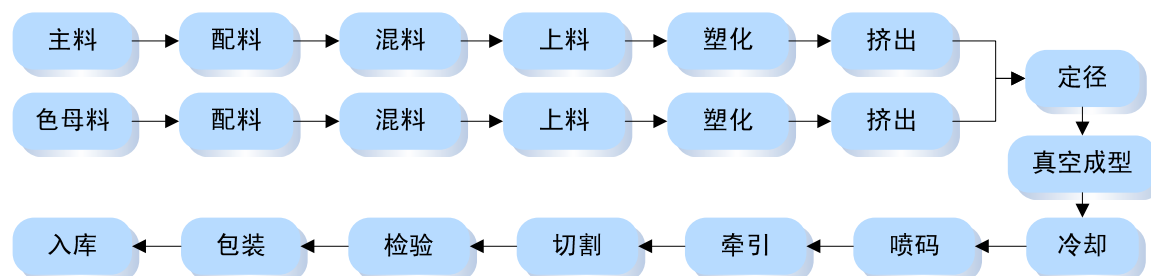 主料 配料 混料 上料 塑化 挤出
定径
色母料 配料 混料 上料 塑化 挤出
真空成型
入库 包装 检验 切割 牵引 喷码 冷却